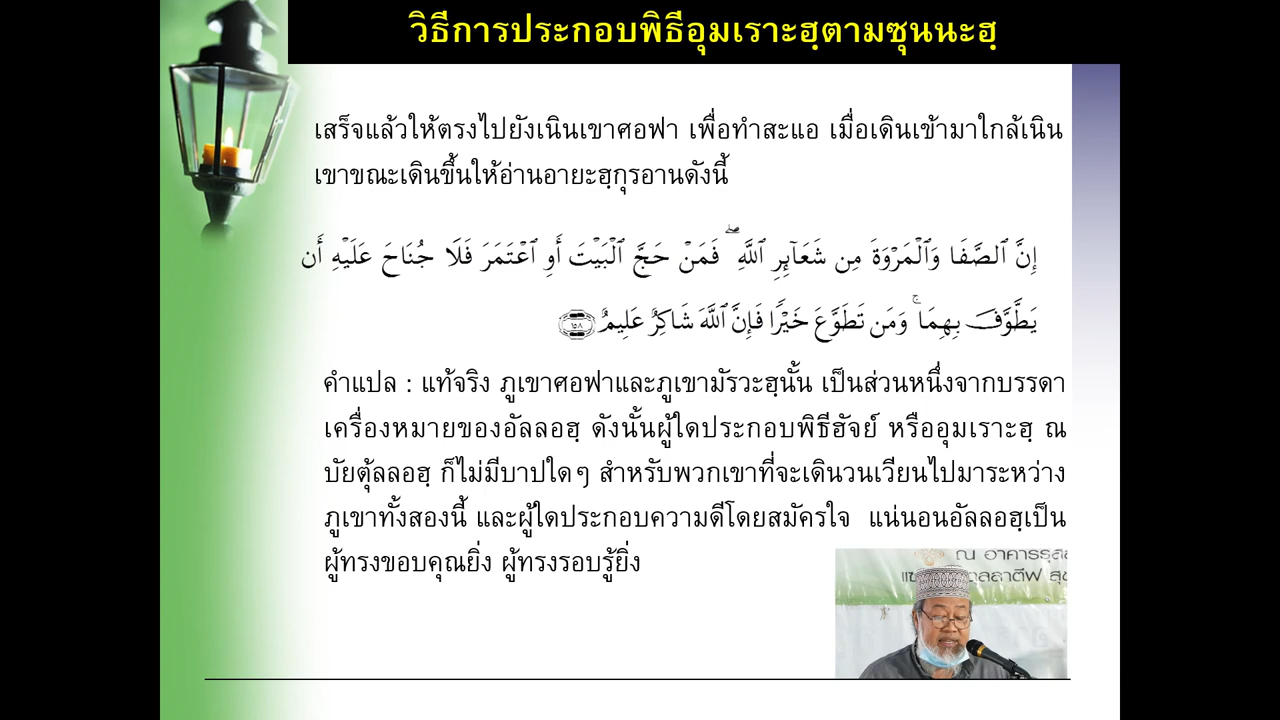 วิธีการประกอบพิธีอุมเราะฮฺตามซุนนะฮฺ
เสร็จแล้วให้ตรงไปยังเนินเขาศอฟา เพื่อทำสะแอ เมื่อเดินเข้ามาใกล้เนิน
เขาขณะเดินขึ้นให้อ่านอายะฮฺกุรอานดังนี้
إِنَّ ٱلصَّفَا وَٱلْمَرْوَةَ مِن شَعَآئِرِ ٱللَّهِ ۖ فَمَنْ حَجَّ ٱلْبَيْتَ أَوِ ٱعْتَمَرَ فَلَا جُنَاحَ عَلَيْهِ أَن
يَطَّوَّفَ بِهِمَا ۚ وَمَن تَطَوَّعَ خَيْرًا فَإِنَّ ٱللَّهَ شَاكِرٌ عَلِيمٌ ١٥٨
คำแปล : แท้จริง ภูเขาศอฟาและภูเขามัรวะฮฺนั้น เป็นส่วนหนึ่งจากบรรดา
เครื่องหมายของอัลลอฮฺ ดังนั้นผู้ใดประกอบพิธีฮัจย์ หรืออุมเราะฮฺ ณ
บัยตุ้ลลอฮฺ ก็ไม่มีบาปใดๆ สำหรับพวกเขาที่จะเดินวนเวียนไปมาระหว่าง
ภูเขาทั้งสองนี้ และผู้ใดประกอบความดีโดยสมัครใจ แน่นอนอัลลอฮฺเป็น
ผู้ทรงขอบคุณยิ่ง ผู้ทรงรอบรู้ยิ่ง
ณ อาคาร